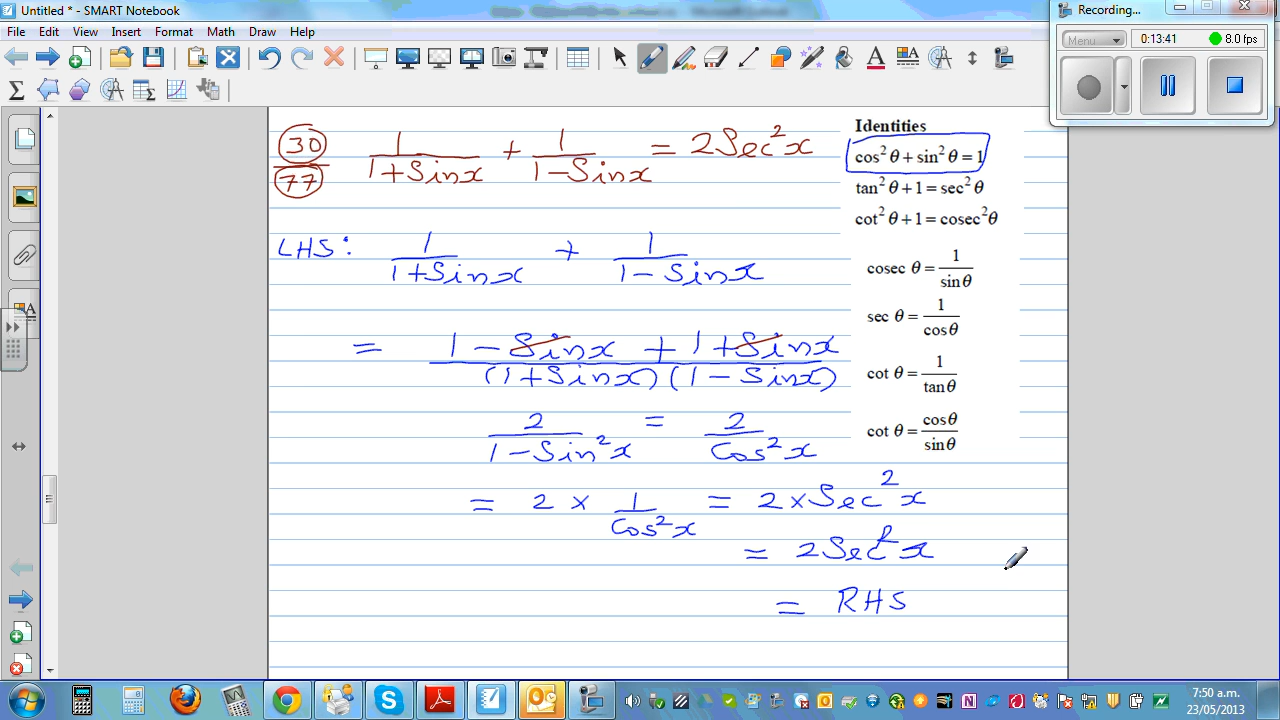 Untitled * - SMART Notebook
Recording...
File Edit View Insert Format Math Draw Help
Menu 0:13:41 8.0 fps
30
77
1/(1+Sinx) + 1/(1-Sinx) = 2Sec²x
LHS: 1/(1+Sinx) + 1/(1-Sinx)
= (1-Sinx + 1+Sinx)/((1+Sinx)(1-Sinx))
2/(1-Sin²x) = 2/Cos²x
= 2 × 1/Cos²x = 2×Sec²x
= 2Sec²x
= RHS
Identities
cos²θ + sin²θ = 1
tan²θ + 1 = sec²θ
cot²θ + 1 = cosec²θ
cosec θ = 1/sinθ
sec θ = 1/cosθ
cot θ = 1/tanθ
cot θ = cosθ/sinθ
7:50 a.m.
23/05/2013